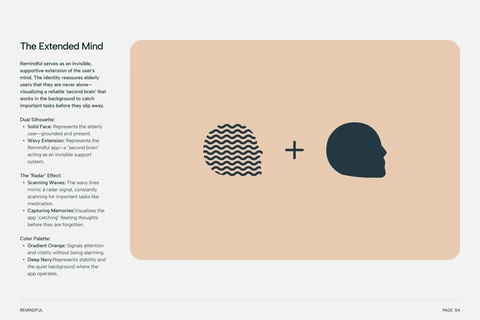 The Extended Mind
Remindful serves as an invisible,
supportive extension of the user's
mind. The identity reassures elderly
users that they are never alone—
visualizing a reliable 'second brain' that
works in the background to catch
important tasks before they slip away.
Dual Silhouette:
• Solid Face: Represents the elderly
user—grounded and present.
• Wavy Extension: Represents the
Remindful app—a "second brain"
acting as an invisible support
system.
The "Radar" Effect:
• Scanning Waves: The wavy lines
mimic a radar signal, constantly
scanning for important tasks like
medication.
• Capturing Memories:Visualizes the
app "catching" fleeting thoughts
before they are forgotten.
Color Palette:
• Gradient Orange: Signals attention
and vitality without being alarming.
• Deep Navy:Represents stability and
the quiet background where the
app operates.
REMINDFUL
PAGE 04